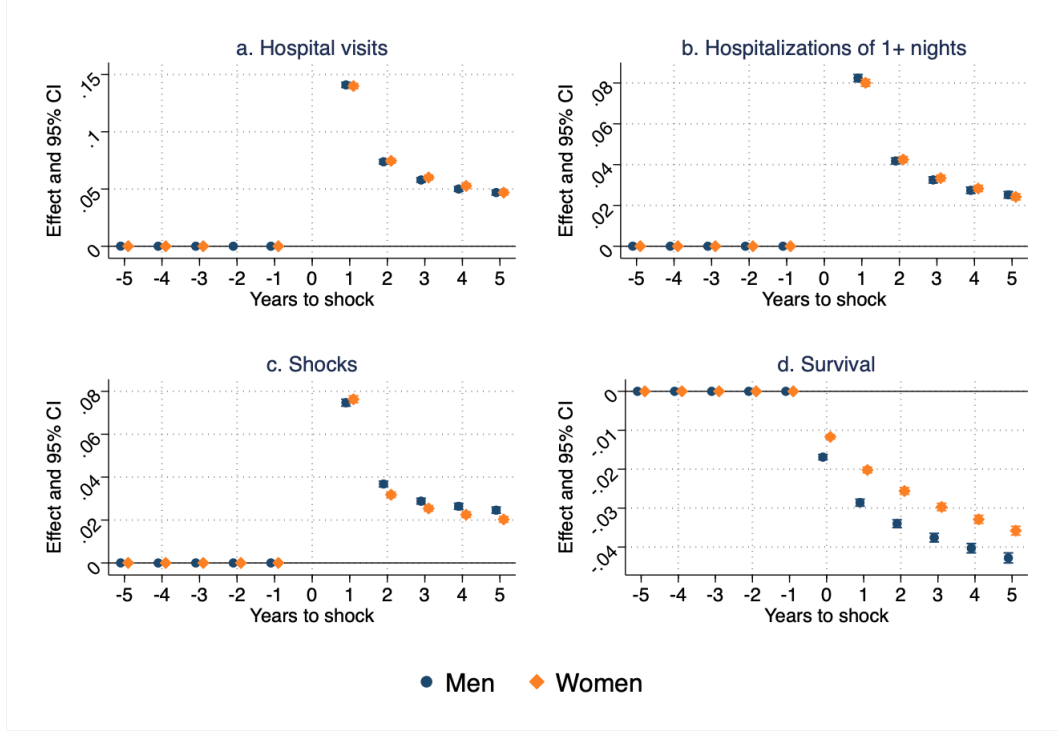 a. Hospital visits
Effect and 95% CI
.15
.1
.05
0
-5 -4 -3 -2 -1 0 1 2 3 4 5
Years to shock
b. Hospitalizations of 1+ nights
Effect and 95% CI
.08
.06
.04
.02
0
-5 -4 -3 -2 -1 0 1 2 3 4 5
Years to shock
c. Shocks
Effect and 95% CI
.08
.06
.04
.02
0
-5 -4 -3 -2 -1 0 1 2 3 4 5
Years to shock
d. Survival
Effect and 95% CI
0
-.01
-.02
-.03
-.04
-5 -4 -3 -2 -1 0 1 2 3 4 5
Years to shock
Men Women